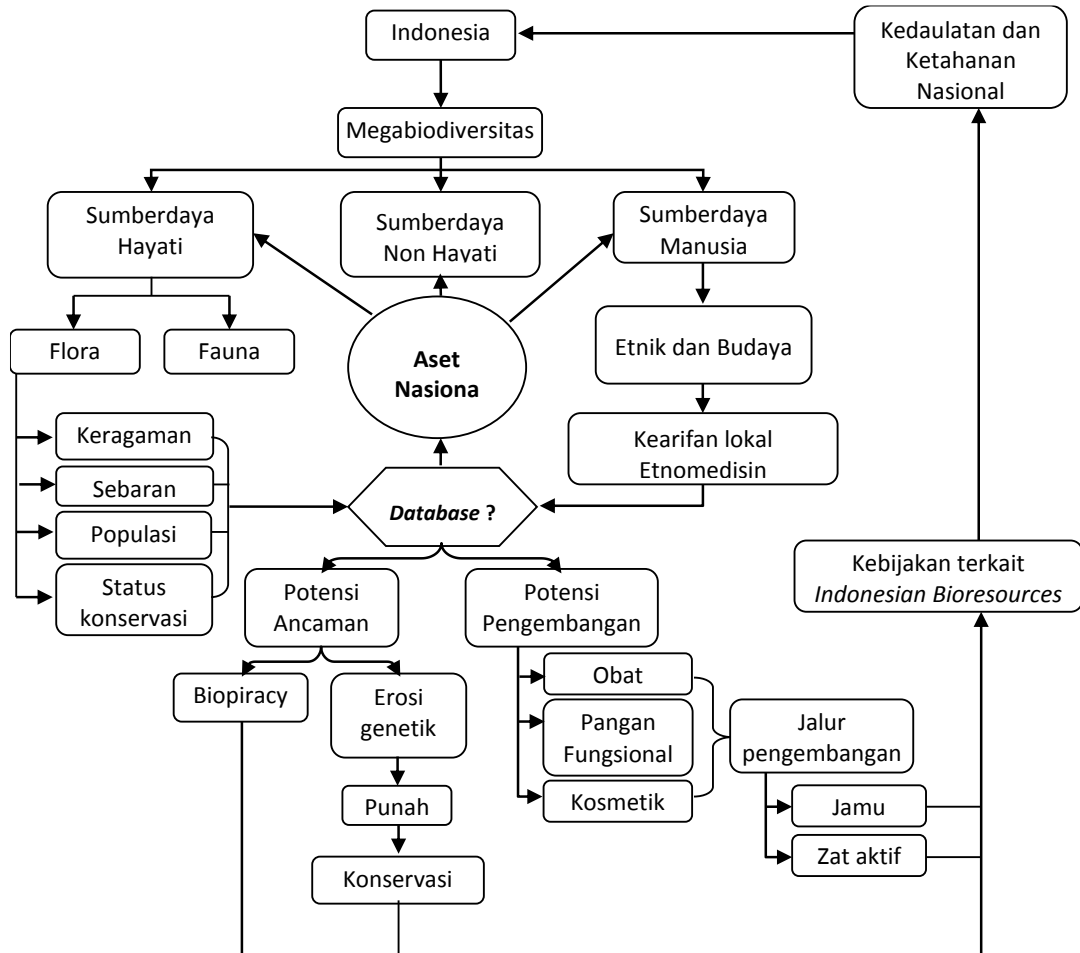 Indonesia
Kedaulatan dan
Ketahanan
Nasional
Megabiodiversitas
Sumberdaya
Hayati
Sumberdaya
Non Havati
Sumberdaya
Manusia
Flora
Fauna
Aset
Nasiona
Etnik dan Budaya
Keragaman
Sebaran
Populasi
Status
konservasi
Kearifan lokal
Etnomedisin
Database ?
Potensi
Ancaman
Potensi
Pengembangan
Kebijakan terkait
Indonesian Bioresources
Biopiracy
Erosi
genetik
Punah
Konservasi
Obat
Pangan
Fungsional
Kosmetik
Jalur
pengembangan
Jamu
Zat aktif